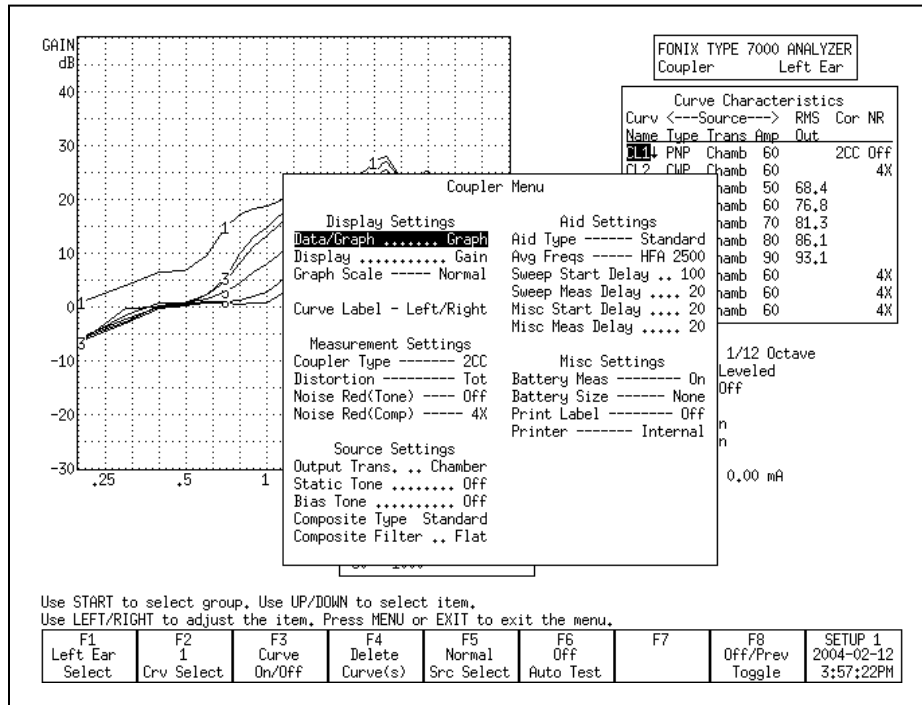 GAIN
dB
40
30
20
10
0
-10
-20
-30
.25 .5 1
1
1
1
3
3
FONIX TYPE 7000 ANALYZER
Coupler Left Ear
Curve Characteristics
Curv <---Source---> RMS Cor NR
Name Type Trans Amp Out
CL1↓ PNP Chamb 60 2CC Off
CL2 CWP Chamb 60 4X
hamb 50 68.4
hamb 60 76.8
hamb 70 81.3
hamb 80 86.1
hamb 90 93.1
hamb 60 4X
hamb 60 4X
hamb 60 4X
1/12 Octave
Leveled
Off
n
n
0.00 mA
Coupler Menu
Display Settings
Data/Graph ....... Graph
Display ........... Gain
Graph Scale ----- Normal
Curve Label - Left/Right
Measurement Settings
Coupler Type ------- 2CC
Distortion --------- Tot
Noise Red(Tone) ---- Off
Noise Red(Comp) ---- 4X
Source Settings
Output Trans. .. Chamber
Static Tone ........ Off
Bias Tone .......... Off
Composite Type Standard
Composite Filter .. Flat
Aid Settings
Aid Type ------ Standard
Avg Freqs ----- HFA 2500
Sweep Start Delay .. 100
Sweep Meas Delay .... 20
Misc Start Delay .... 20
Misc Meas Delay ..... 20
Misc Settings
Battery Meas -------- On
Battery Size ------ None
Print Label -------- Off
Printer ------- Internal
Use START to select group. Use UP/DOWN to select item.
Use LEFT/RIGHT to adjust the item. Press MENU or EXIT to exit the menu.
F1 F2 F3 F4 F5 F6 F7 F8 SETUP 1
Left Ear 1 Curve Delete Normal Off Off/Prev 2004-02-12
Select Crv Select On/Off Curve(s) Src Select Auto Test Toggle 3:57:22PM